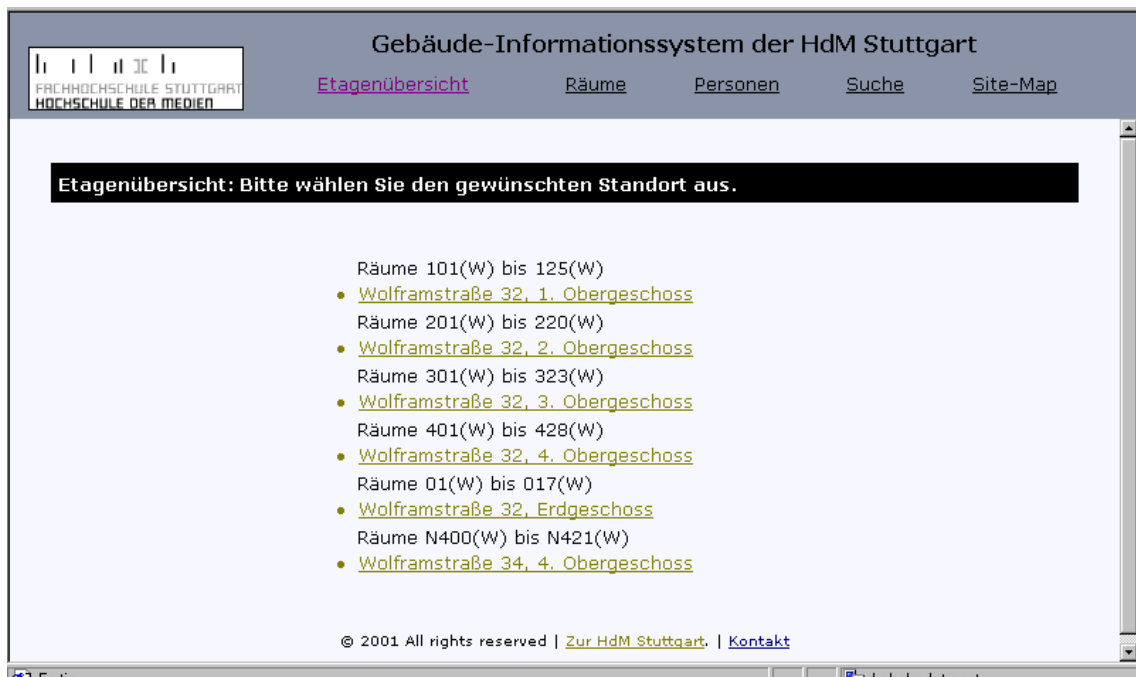 Gebäude-Informationssystem der HdM Stuttgart
FACHHOCHSCHULE STUTTGART
HOCHSCHULE DER MEDIEN
Etagenübersicht Räume Personen Suche Site-Map
Etagenübersicht: Bitte wählen Sie den gewünschten Standort aus.
Räume 101(W) bis 125(W)
• Wolframstraße 32, 1. Obergeschoss
Räume 201(W) bis 220(W)
• Wolframstraße 32, 2. Obergeschoss
Räume 301(W) bis 323(W)
• Wolframstraße 32, 3. Obergeschoss
Räume 401(W) bis 428(W)
• Wolframstraße 32, 4. Obergeschoss
Räume 01(W) bis 017(W)
• Wolframstraße 32, Erdgeschoss
Räume N400(W) bis N421(W)
• Wolframstraße 34, 4. Obergeschoss
© 2001 All rights reserved | Zur HdM Stuttgart. | Kontakt